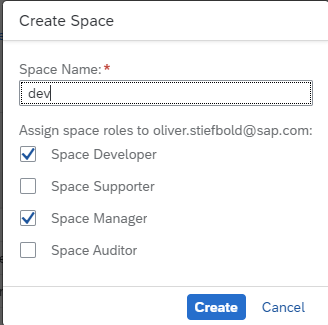 Create Space
Space Name:*
dev
Assign space roles to oliver.stiefbold@sap.com:
Space Developer
Space Supporter
Space Manager
Space Auditor
Create Cancel